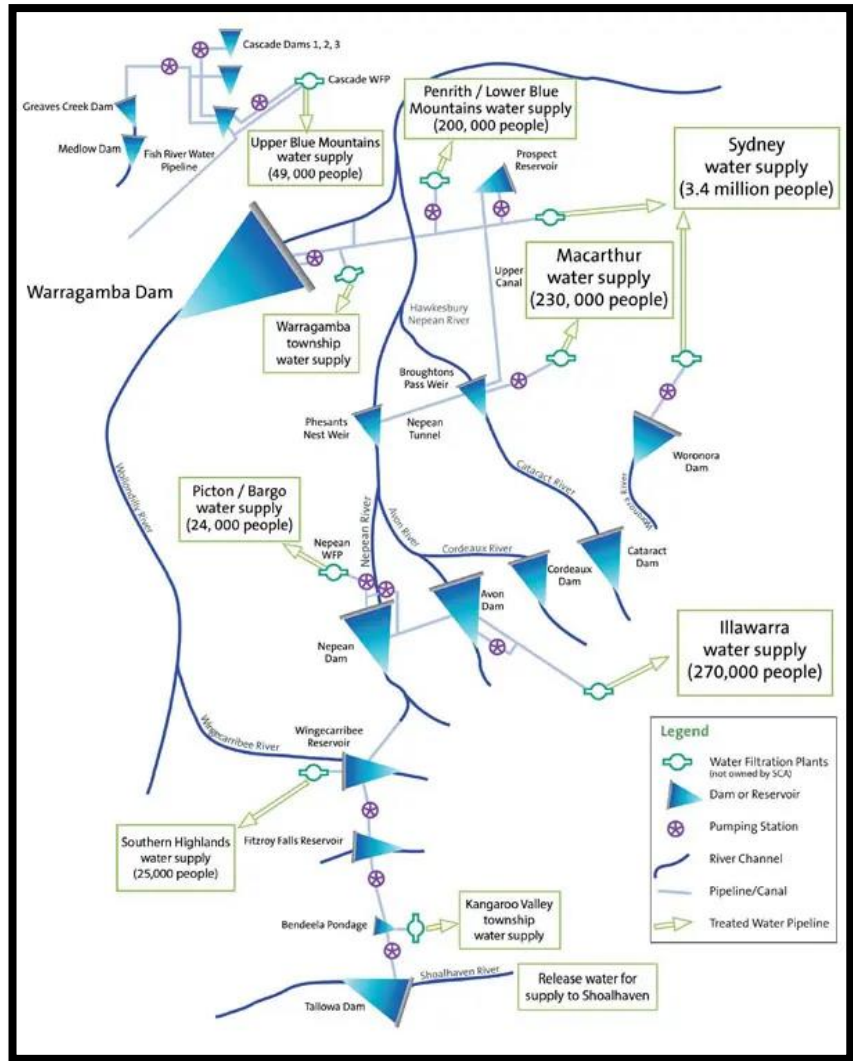 Cascade Dams 1, 2, 3
Cascade WFP
Greaves Creek Dam
Medlow Dam
Fish River Water
Pipeline
Upper Blue Mountains
water supply
(49, 000 people)
Penrith / Lower Blue
Mountains water supply
(200, 000 people)
Prospect
Reservoir
Sydney
water supply
(3.4 million people)
Warragamba Dam
Warragamba
township
water supply
Upper
Canal
Macarthur
water supply
(230, 000 people)
Hawkesbury
Nepean River
Broughtons
Pass Weir
Phesants
Nest Weir
Nepean
Tunnel
Woronora
Dam
Woronora River
Wollondilly River
Cataract River
Picton / Bargo
water supply
(24, 000 people)
Nepean
WFP
Nepean River
Avon River
Cordeaux River
Cordeaux
Dam
Cataract
Dam
Avon
Dam
Nepean
Dam
Illawarra
water supply
(270,000 people)
Wingecarribee River
Wingecarribee
Reservoir
Southern Highlands
water supply
(25,000 people)
Fitzroy Falls Reservoir
Bendeela Pondage
Kangaroo Valley
township
water supply
Shoalhaven River
Tallowa Dam
Release water for
supply to Shoalhaven
Legend
Water Filtration Plants
(not owned by SCA)
Dam or Reservoir
Pumping Station
River Channel
Pipeline/Canal
Treated Water Pipeline